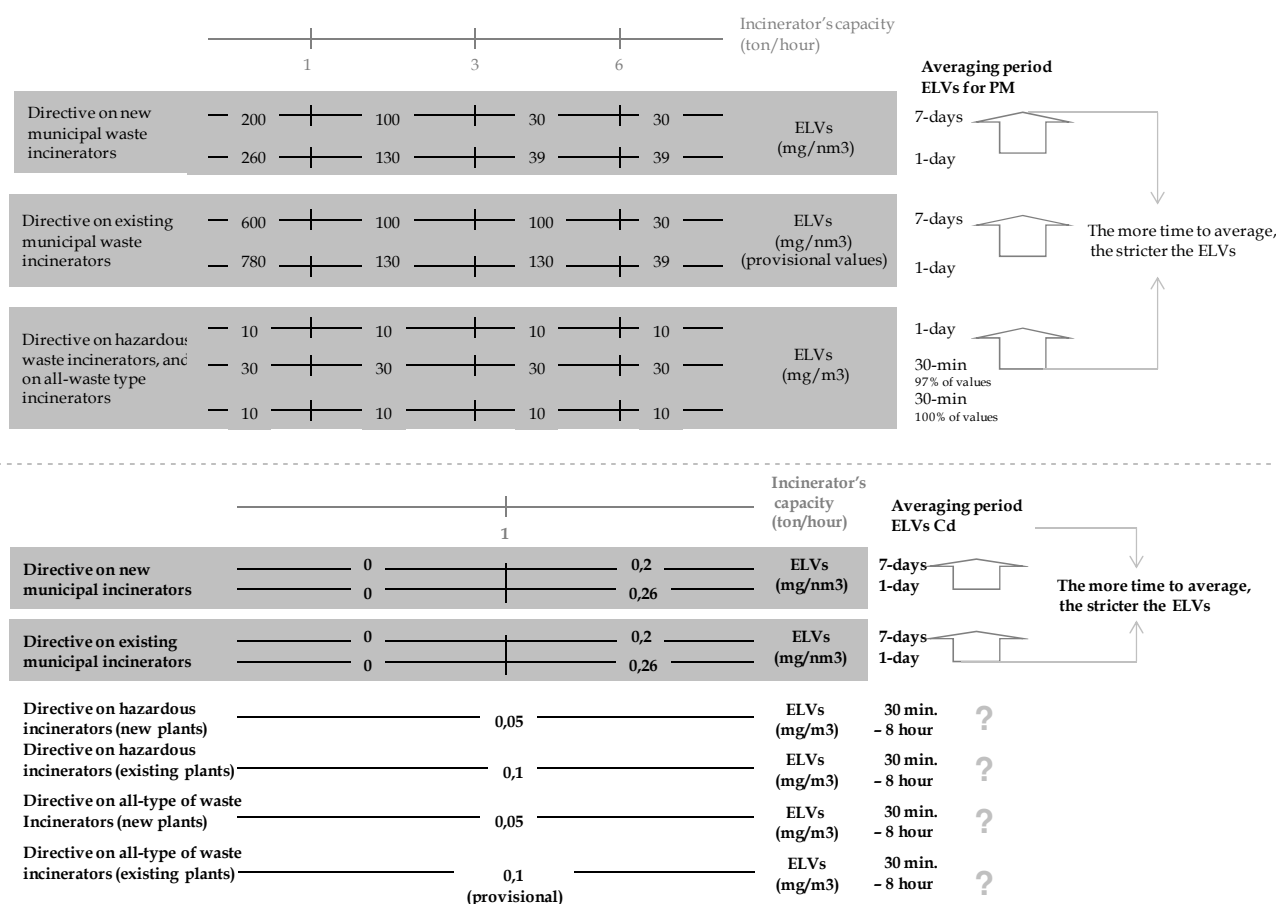 Incinerator's capacity
(ton/hour)
1 3 6
Averaging period
ELVs for PM
Directive on new
municipal waste
incinerators
200 100 30 30
260 130 39 39
ELVs
(mg/nm3)
7-days
1-day
Directive on existing
municipal waste
incinerators
600 100 100 30
780 130 130 39
ELVs
(mg/nm3)
(provisional values)
7-days
1-day
The more time to average,
the stricter the ELVs
Directive on hazardous
waste incinerators, and
on all-waste type
incinerators
10 10 10 10
30 30 30 30
10 10 10 10
ELVs
(mg/m3)
1-day
30-min
97% of values
30-min
100% of values
Incinerator's
capacity
(ton/hour)
1
Averaging period
ELVs Cd
Directive on new
municipal incinerators
0 0,2
0 0,26
ELVs
(mg/nm3)
7-days
1-day
The more time to average,
the stricter the ELVs
Directive on existing
municipal incinerators
0 0,2
0 0,26
ELVs
(mg/nm3)
7-days
1-day
Directive on hazardous
incinerators (new plants)
0,05
ELVs
(mg/m3)
30 min.
– 8 hour
?
Directive on hazardous
incinerators (existing plants)
0,1
ELVs
(mg/m3)
30 min.
– 8 hour
?
Directive on all-type of waste
Incinerators (new plants)
0,05
ELVs
(mg/m3)
30 min.
– 8 hour
?
Directive on all-type of waste
incinerators (existing plants)
0,1
(provisional)
ELVs
(mg/m3)
30 min.
– 8 hour
?